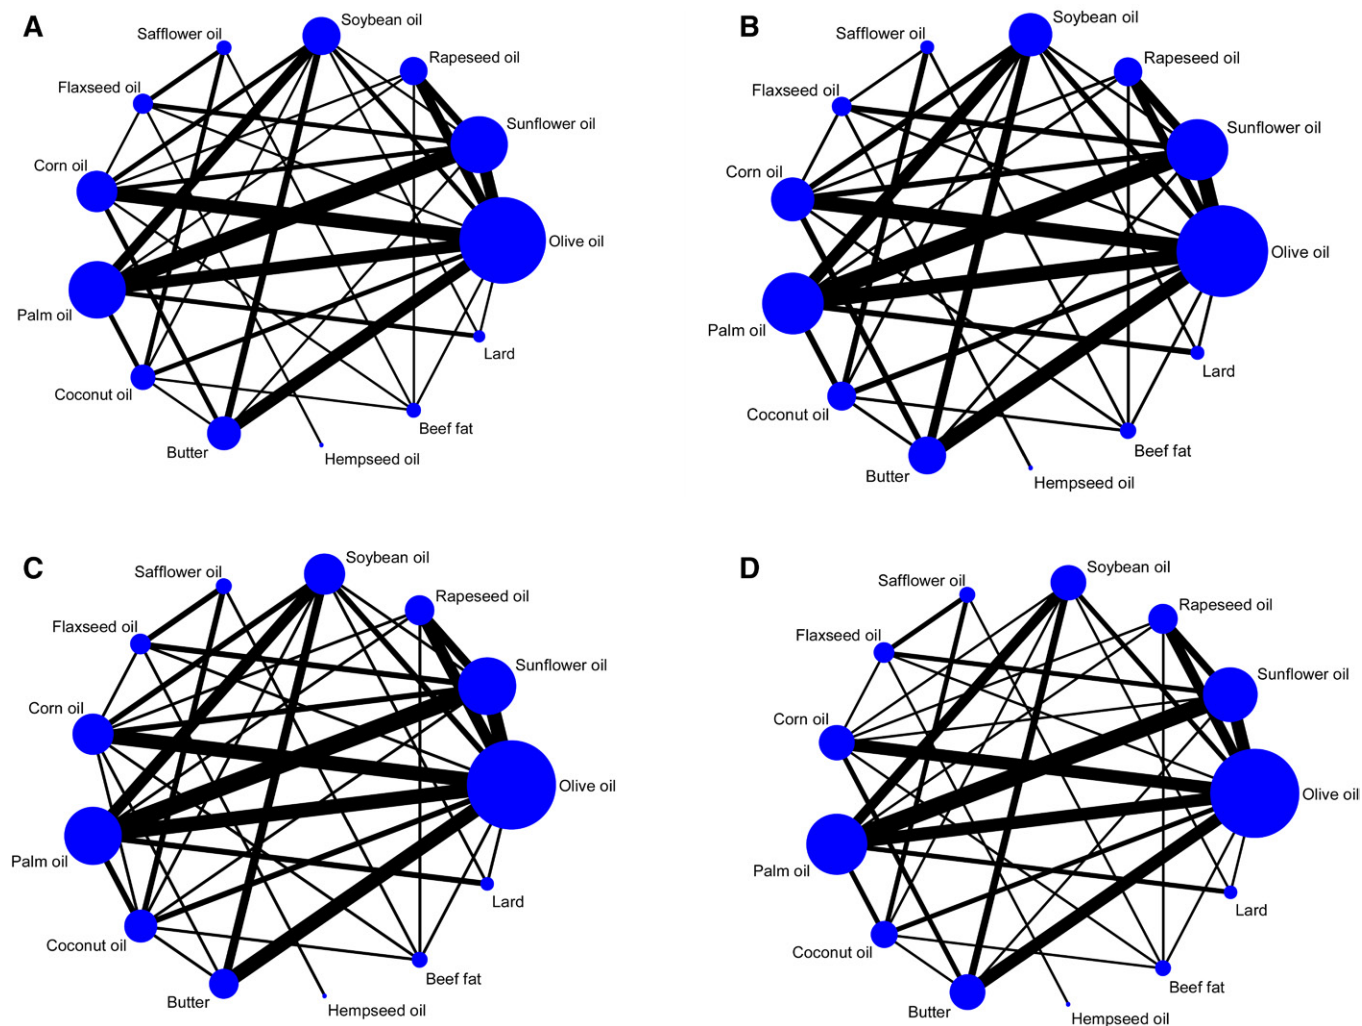 A
Soybean oil
Safflower oil
Rapeseed oil
Flaxseed oil
Sunflower oil
Corn oil
Olive oil
Palm oil
Lard
Coconut oil
Beef fat
Butter
Hempseed oil
B
Soybean oil
Safflower oil
Rapeseed oil
Flaxseed oil
Sunflower oil
Corn oil
Olive oil
Palm oil
Lard
Coconut oil
Beef fat
Butter
Hempseed oil
C
Soybean oil
Safflower oil
Rapeseed oil
Flaxseed oil
Sunflower oil
Corn oil
Olive oil
Palm oil
Lard
Coconut oil
Beef fat
Butter
Hempseed oil
D
Soybean oil
Safflower oil
Rapeseed oil
Flaxseed oil
Sunflower oil
Corn oil
Olive oil
Palm oil
Lard
Coconut oil
Beef fat
Butter
Hempseed oil